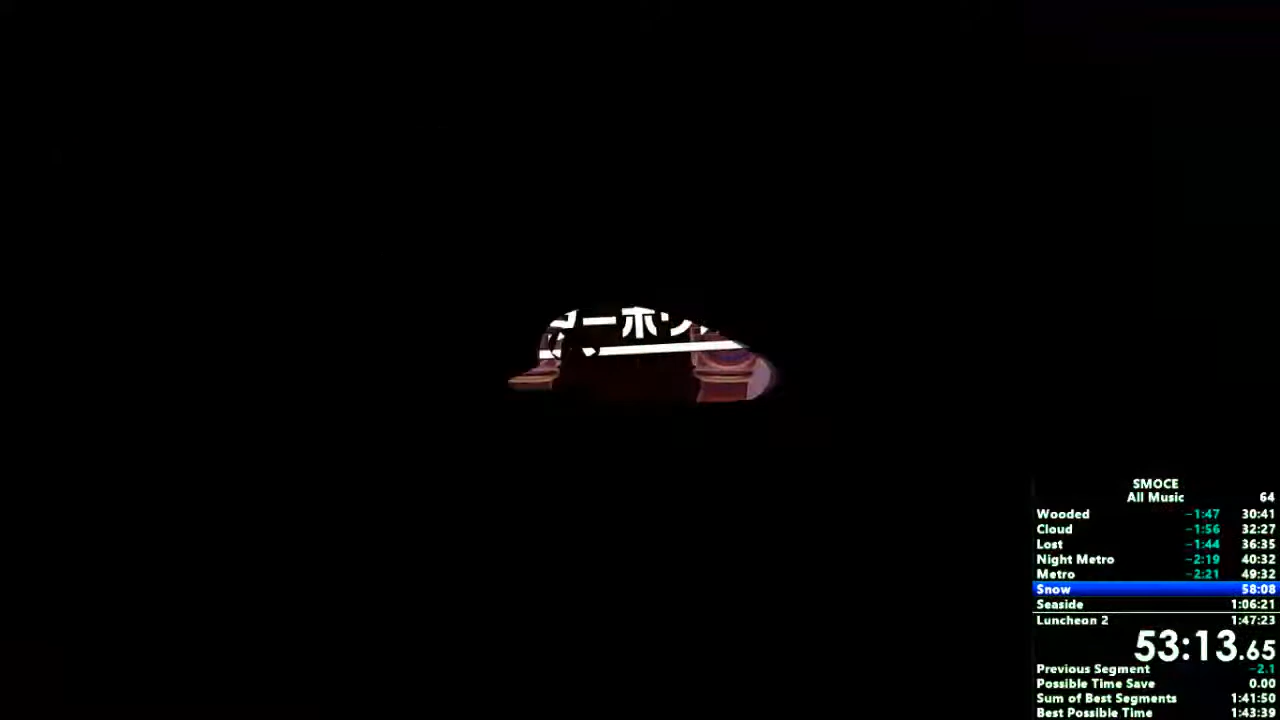 ーホ
SMOCE
All Music 64
Wooded -1:47 30:41
Cloud -1:56 32:27
Lost -1:44 36:35
Night Metro -2:19 40:32
Metro -2:21 49:32
Snow 58:08
Seaside 1:06:21
Luncheon 2 1:47:23
53:13.65
Previous Segment -2.1
Possible Time Save 0.00
Sum of Best Segments 1:41:50
Best Possible Time 1:43:39